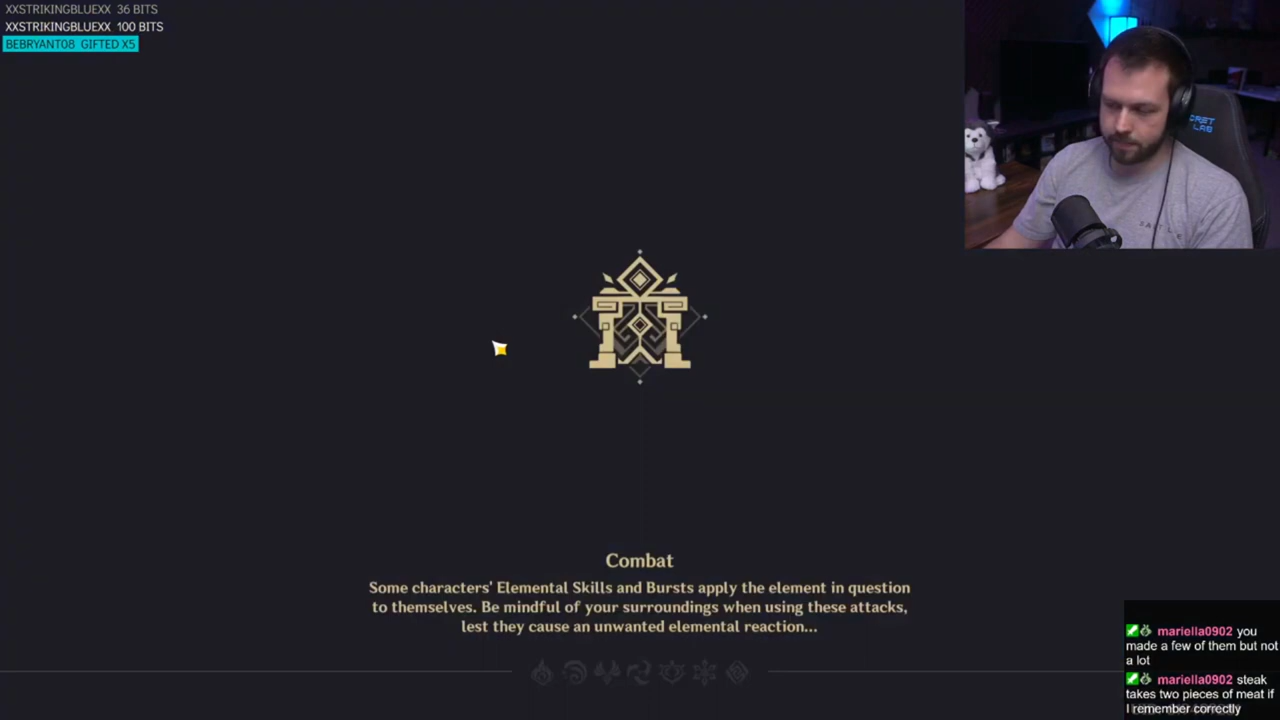 XXSTRIKINGBLUEXX 36 BITS
XXSTRIKINGBLUEXX 100 BITS
BEBRYANT08 GIFTED X5
Combat
Some characters' Elemental Skills and Bursts apply the element in question
to themselves. Be mindful of your surroundings when using these attacks,
lest they cause an unwanted elemental reaction...
mariella0902 you
made a few of them but not
a lot
mariella0902 steak
takes two pieces of meat if
I remember correctly